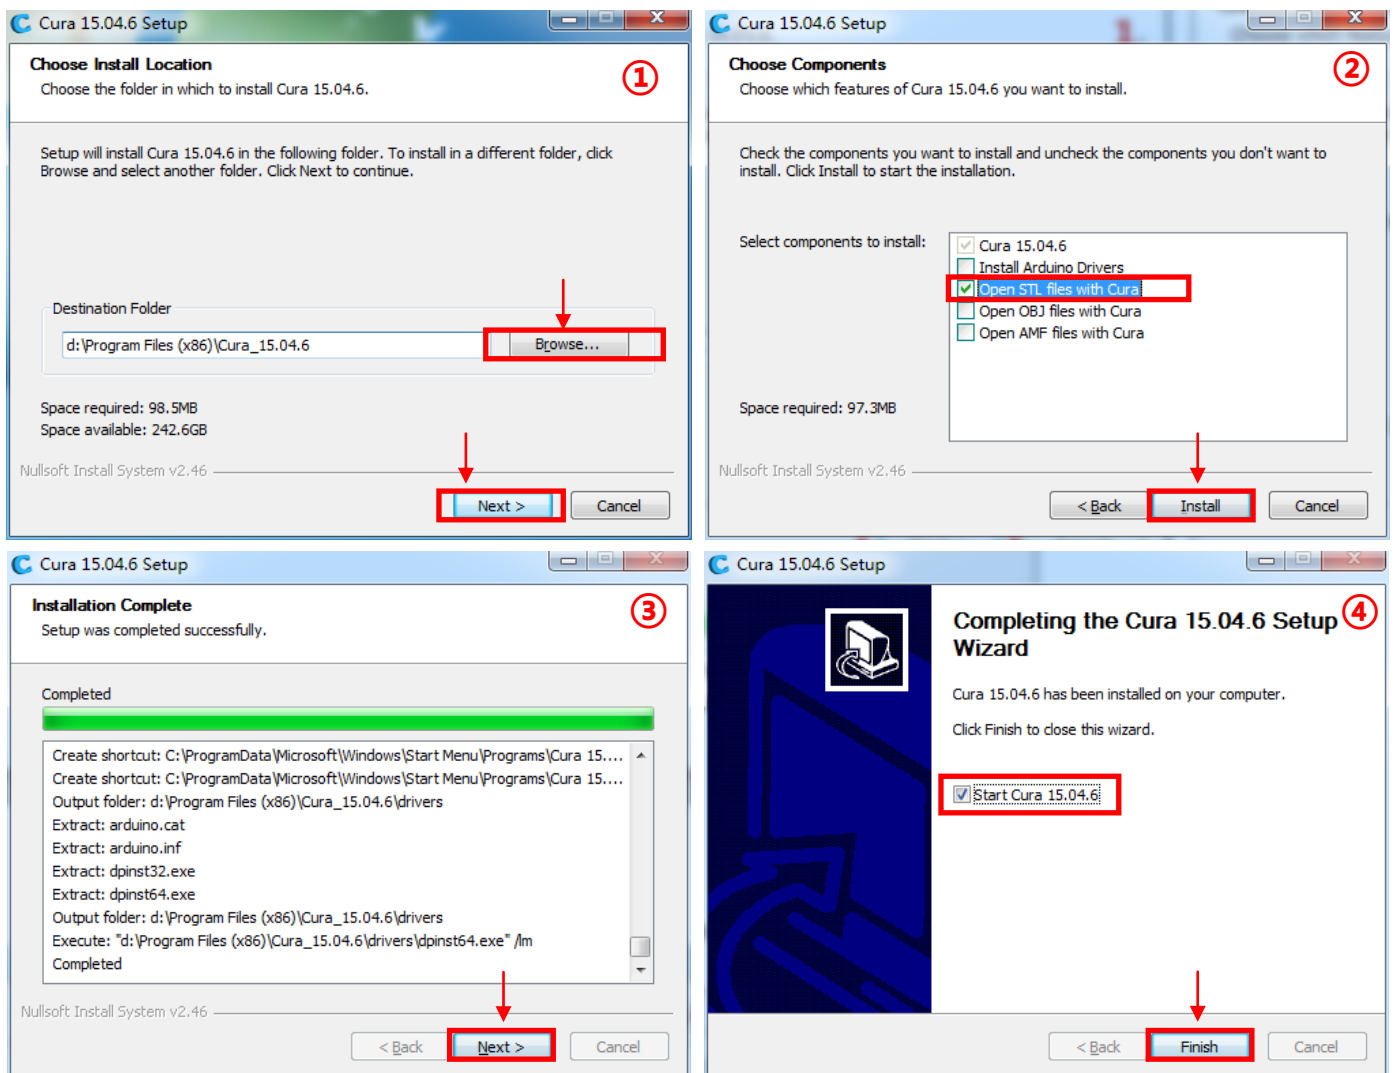 Cura 15.04.6 Setup
Choose Install Location
①
Choose the folder in which to install Cura 15.04.6.
Setup will install Cura 15.04.6 in the following folder. To install in a different folder, click
Browse and select another folder. Click Next to continue.
Destination Folder
d:\Program Files (x86)\Cura_15.04.6
Browse...
Space required: 98.5MB
Space available: 242.6GB
Nullsoft Install System v2.46
Next >
Cancel
Cura 15.04.6 Setup
Choose Components
②
Choose which features of Cura 15.04.6 you want to install.
Check the components you want to install and uncheck the components you don't want to
install. Click Install to start the installation.
Select components to install:
Cura 15.04.6
Install Arduino Drivers
Open STL files with Cura
Open OBJ files with Cura
Open AMF files with Cura
Space required: 97.3MB
Nullsoft Install System v2.46
< Back
Install
Cancel
Cura 15.04.6 Setup
Installation Complete
③
Setup was completed successfully.
Completed
Create shortcut: C:\ProgramData\Microsoft\Windows\Start Menu\Programs\Cura 15....
Create shortcut: C:\ProgramData\Microsoft\Windows\Start Menu\Programs\Cura 15....
Output folder: d:\Program Files (x86)\Cura_15.04.6\drivers
Extract: arduino.cat
Extract: arduino.inf
Extract: dpinst32.exe
Extract: dpinst64.exe
Output folder: d:\Program Files (x86)\Cura_15.04.6\drivers
Execute: "d:\Program Files (x86)\Cura_15.04.6\drivers\dpinst64.exe" /lm
Completed
Nullsoft Install System v2.46
< Back
Next >
Cancel
Cura 15.04.6 Setup
Completing the Cura 15.04.6 Setup
Wizard
④
Cura 15.04.6 has been installed on your computer.
Click Finish to close this wizard.
Start Cura 15.04.6
< Back
Finish
Cancel